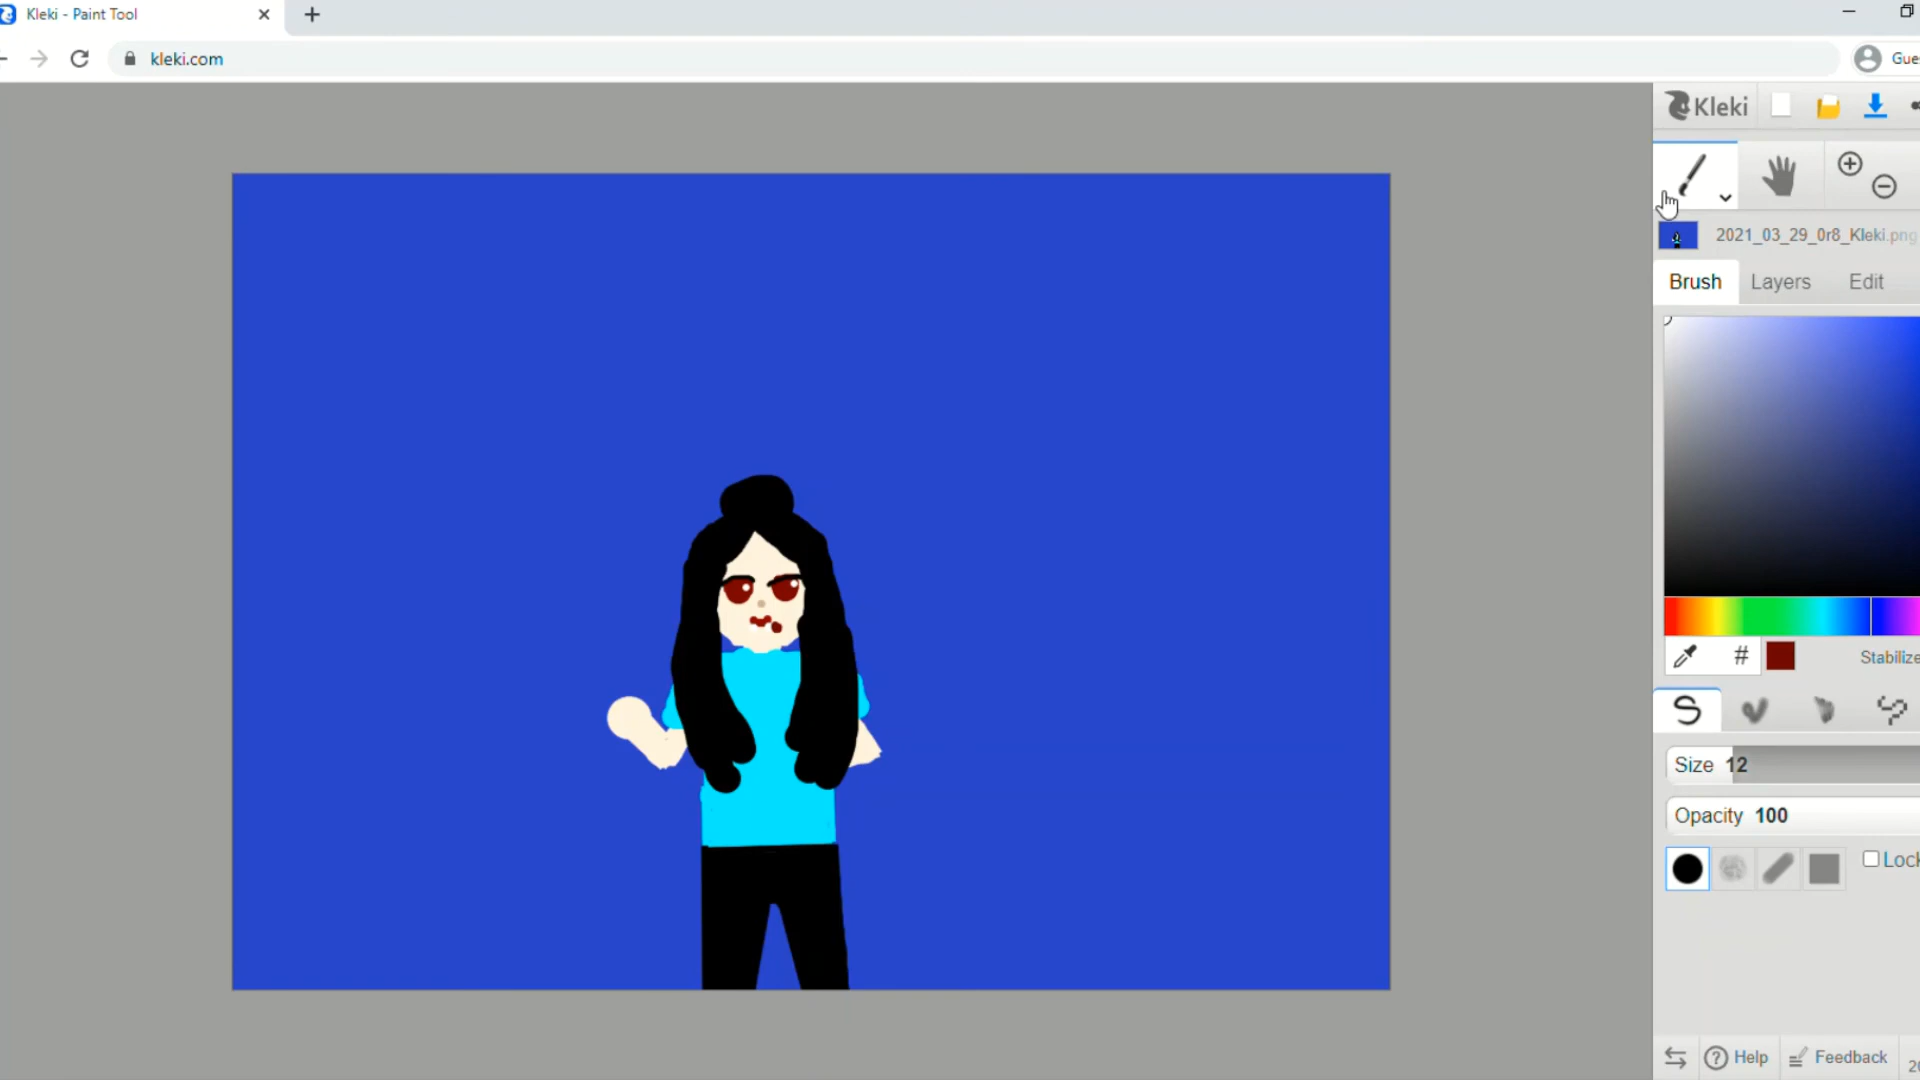 Kleki - Paint Tool
kleki.com
Gue
Kleki
2021_03_29_0r8_Kleki.png
Brush Layers Edit
# Stabilize
Size 12
Opacity 100
Lock
Help Feedback
20